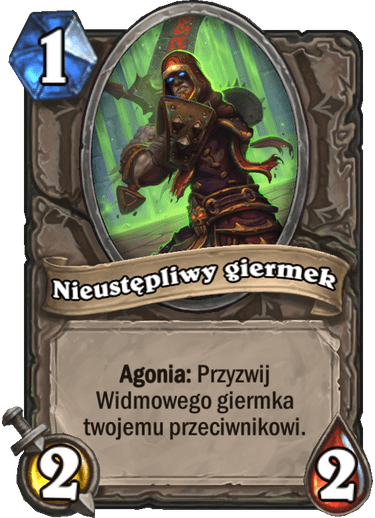 1
Nieustępliwy giermek
Agonia: Przyzwij
Widmowego giermka
twojemu przeciwnikowi.
2
2